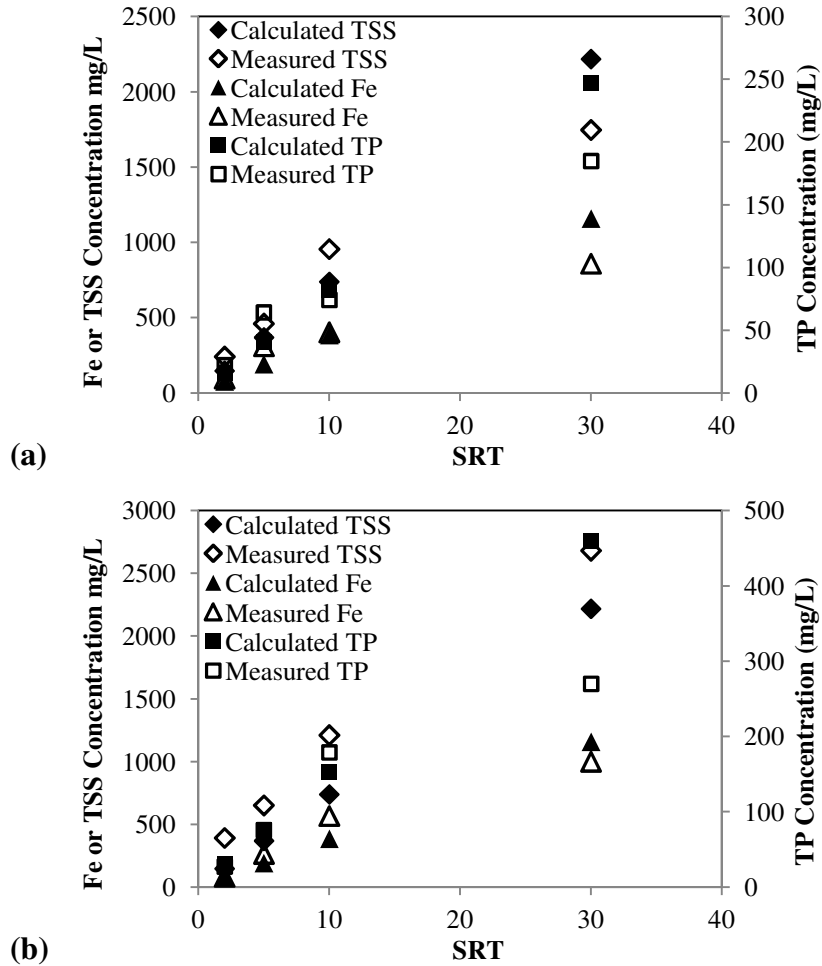 2500
2000
1500
1000
500
0
Fe or TSS Concentration mg/L
Calculated TSS
Measured TSS
Calculated Fe
Measured Fe
Calculated TP
Measured TP
300
250
200
150
100
50
0
TP Concentration (mg/L)
0 10 20 30 40
SRT
(a)
3000
2500
2000
1500
1000
500
0
Fe or TSS Concentration mg/L
Calculated TSS
Measured TSS
Calculated Fe
Measured Fe
Calculated TP
Measured TP
500
400
300
200
100
0
TP Concentration (mg/L)
0 10 20 30 40
SRT
(b)